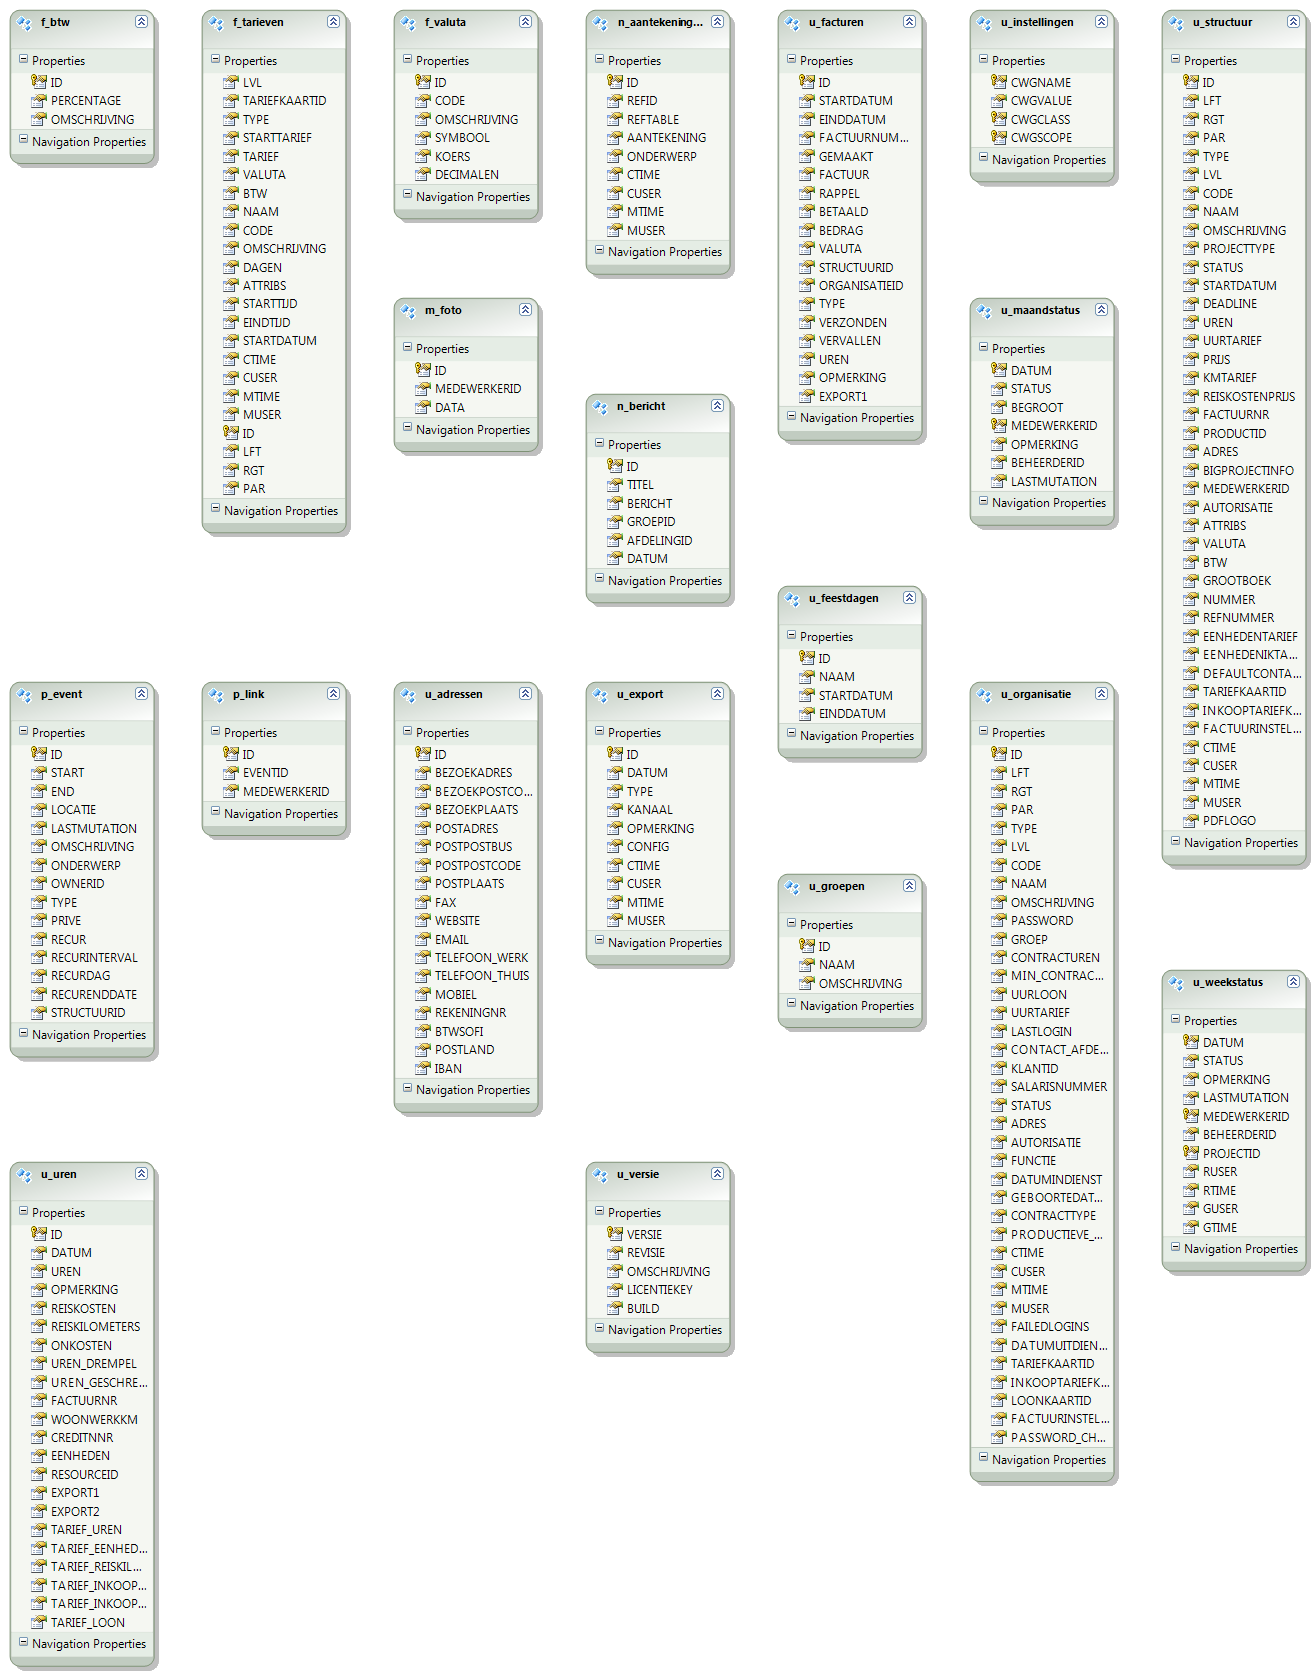 f_btw
Properties
ID
PERCENTAGE
OMSCHRIJVING
Navigation Properties
f_tarieven
Properties
LVL
TARIEFKAARTID
TYPE
STARTTARIEF
TARIEF
VALUTA
BTW
NAAM
CODE
OMSCHRIJVING
DAGEN
ATTRIBS
STARTTIJD
EINDTIJD
STARTDATUM
CTIME
CUSER
MTIME
MUSER
ID
LFT
RGT
PAR
Navigation Properties
f_valuta
Properties
ID
CODE
OMSCHRIJVING
SYMBOOL
KOERS
DECIMALEN
Navigation Properties
n_aantekening...
Properties
ID
REFID
REFTABLE
AANTEKENING
ONDERWERP
CTIME
CUSER
MTIME
MUSER
Navigation Properties
u_facturen
Properties
ID
STARTDATUM
EINDDATUM
FACTUURNUM...
GEMAAKT
FACTUUR
RAPPEL
BETAALD
BEDRAG
VALUTA
STRUCTUURID
ORGANISATIEID
TYPE
VERZONDEN
VERVALLEN
UREN
OPMERKING
EXPORT1
Navigation Properties
u_instellingen
Properties
CWGNAME
CWGVALUE
CWGCLASS
CWGSCOPE
Navigation Properties
u_structuur
Properties
ID
LFT
RGT
PAR
TYPE
LVL
CODE
NAAM
OMSCHRIJVING
PROJECTTYPE
STATUS
STARTDATUM
DEADLINE
UREN
UURTARIEF
PRIJS
KMTARIEF
REISKOSTENPRIJS
FACTUURNR
PRODUCTID
ADRES
BIGPROJECTINFO
MEDEWERKERID
AUTORISATIE
ATTRIBS
VALUTA
BTW
GROOTBOEK
NUMMER
REFNUMMER
EENHEDENTARIEF
EENHEDENIKTA...
DEFAULTCONTA...
TARIEFKAARTID
INKOOPTARIEFK...
FACTUURINSTEL...
CTIME
CUSER
MTIME
MUSER
PDFLOGO
Navigation Properties
m_foto
Properties
ID
MEDEWERKERID
DATA
Navigation Properties
u_maandstatus
Properties
DATUM
STATUS
BEGROOT
MEDEWERKERID
OPMERKING
BEHEERDERID
LASTMUTATION
Navigation Properties
n_bericht
Properties
ID
TITEL
BERICHT
GROEPID
AFDELINGID
DATUM
Navigation Properties
u_feestdagen
Properties
ID
NAAM
STARTDATUM
EINDDATUM
Navigation Properties
p_event
Properties
ID
START
END
LOCATIE
LASTMUTATION
OMSCHRIJVING
ONDERWERP
OWNERID
TYPE
PRIVE
RECUR
RECURINTERVAL
RECURDAG
RECURENDDATE
STRUCTUURID
Navigation Properties
p_link
Properties
ID
EVENTID
MEDEWERKERID
Navigation Properties
u_adressen
Properties
ID
BEZOEKADRES
BEZOEKPOSTCO...
BEZOEKPLAATS
POSTADRES
POSTPOSTBUS
POSTPOSTCODE
POSTPLAATS
FAX
WEBSITE
EMAIL
TELEFOON_WERK
TELEFOON_THUIS
MOBIEL
REKENINGNR
BTWSOFI
POSTLAND
IBAN
Navigation Properties
u_export
Properties
ID
DATUM
TYPE
KANAAL
OPMERKING
CONFIG
CTIME
CUSER
MTIME
MUSER
Navigation Properties
u_groepen
Properties
ID
NAAM
OMSCHRIJVING
Navigation Properties
u_organisatie
Properties
ID
LFT
RGT
PAR
TYPE
LVL
CODE
NAAM
OMSCHRIJVING
PASSWORD
GROEP
CONTRACTUREN
MIN_CONTRAC...
UURLOON
UURTARIEF
LASTLOGIN
CONTACT_AFDE...
KLANTID
SALARISNUMMER
STATUS
ADRES
AUTORISATIE
FUNCTIE
DATUMINDIENST
GEBOORTEDAT...
CONTRACTTYPE
PRODUCTIEVE_...
CTIME
CUSER
MTIME
MUSER
FAILEDLOGINS
DATUMUITDIEN...
TARIEFKAARTID
INKOOPTARIEFK...
LOONKAARTID
FACTUURINSTEL...
PASSWORD_CH...
Navigation Properties
u_weekstatus
Properties
DATUM
STATUS
OPMERKING
LASTMUTATION
MEDEWERKERID
BEHEERDERID
PROJECTID
RUSER
RTIME
GUSER
GTIME
Navigation Properties
u_uren
Properties
ID
DATUM
UREN
OPMERKING
REISKOSTEN
REISKILOMETERS
ONKOSTEN
UREN_DREMPEL
UREN_GESCHRE...
FACTUURNR
WOONWERKKM
CREDITNNR
EENHEDEN
RESOURCEID
EXPORT1
EXPORT2
TARIEF_UREN
TARIEF_EENHED...
TARIEF_REISKIL...
TARIEF_INKOOP...
TARIEF_INKOOP...
TARIEF_LOON
Navigation Properties
u_versie
Properties
VERSIE
REVISIE
OMSCHRIJVING
LICENTIEKEY
BUILD
Navigation Properties